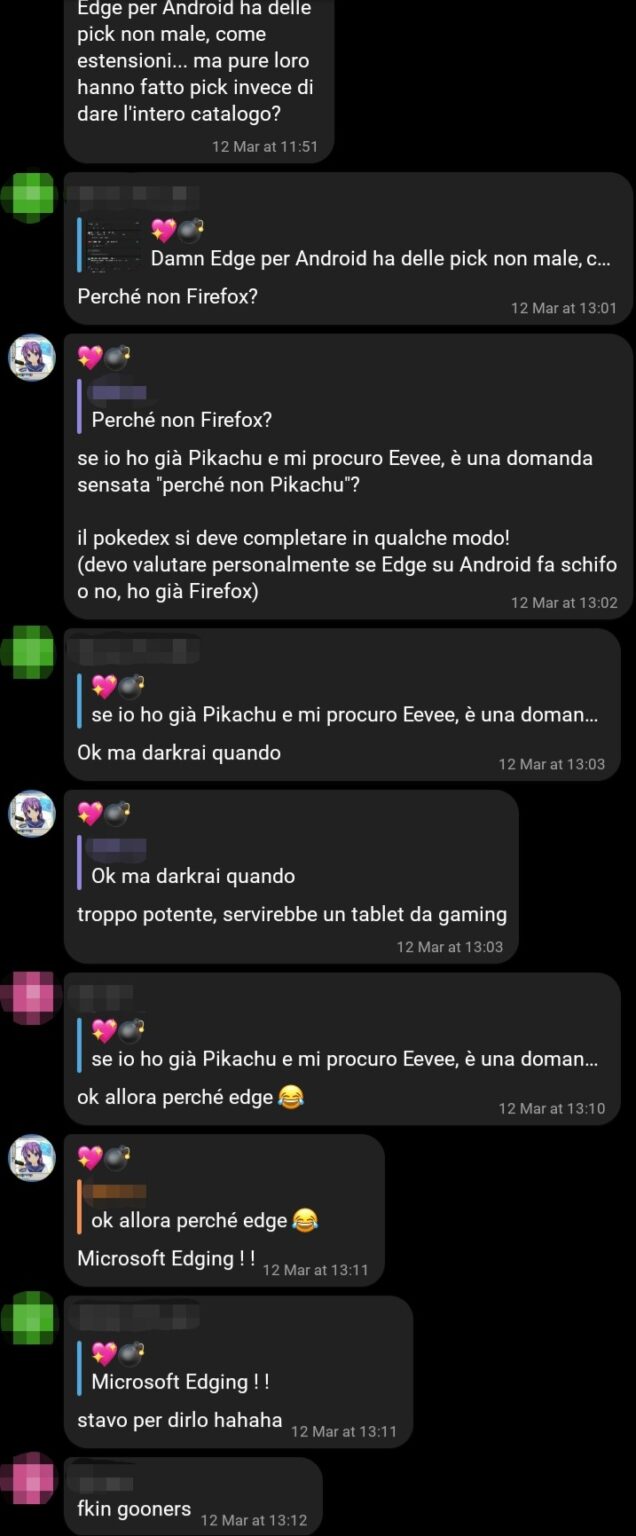 Edge per Android ha delle
pick non male, come
estensioni... ma pure loro
hanno fatto pick invece di
dare l'intero catalogo?
12 Mar at 11:51
💖💣
Damn Edge per Android ha delle pick non male, c...
Perché non Firefox?
12 Mar at 13:01
💖💣
Perché non Firefox?
se io ho già Pikachu e mi procuro Eevee, è una domanda
sensata "perché non Pikachu"?
il pokedex si deve completare in qualche modo!
(devo valutare personalmente se Edge su Android fa schifo
o no, ho già Firefox)
12 Mar at 13:02
💖💣
se io ho già Pikachu e mi procuro Eevee, è una doman...
Ok ma darkrai quando
12 Mar at 13:03
💖💣
Ok ma darkrai quando
troppo potente, servirebbe un tablet da gaming
12 Mar at 13:03
💖💣
se io ho già Pikachu e mi procuro Eevee, è una doman...
ok allora perché edge 😂
12 Mar at 13:10
💖💣
ok allora perché edge 😂
Microsoft Edging ! !
12 Mar at 13:11
💖💣
Microsoft Edging ! !
stavo per dirlo hahaha
12 Mar at 13:11
fkin gooners
12 Mar at 13:12